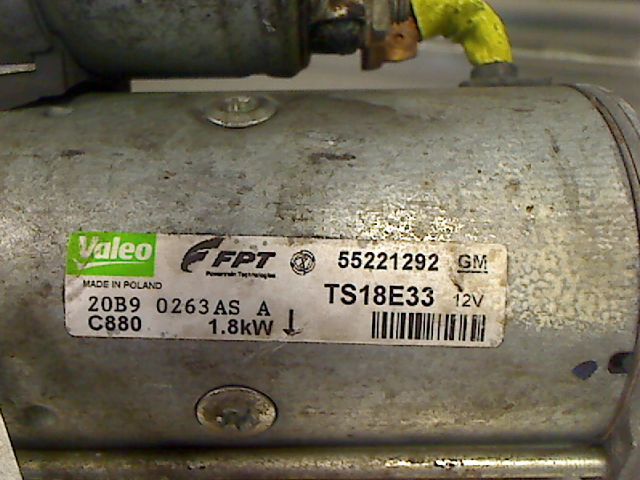 Valeo FPT 55221292 GM
Powertrain Technologies
MADE IN POLAND TS18E33 12V
20B9 0263AS A
C880 1.8kW